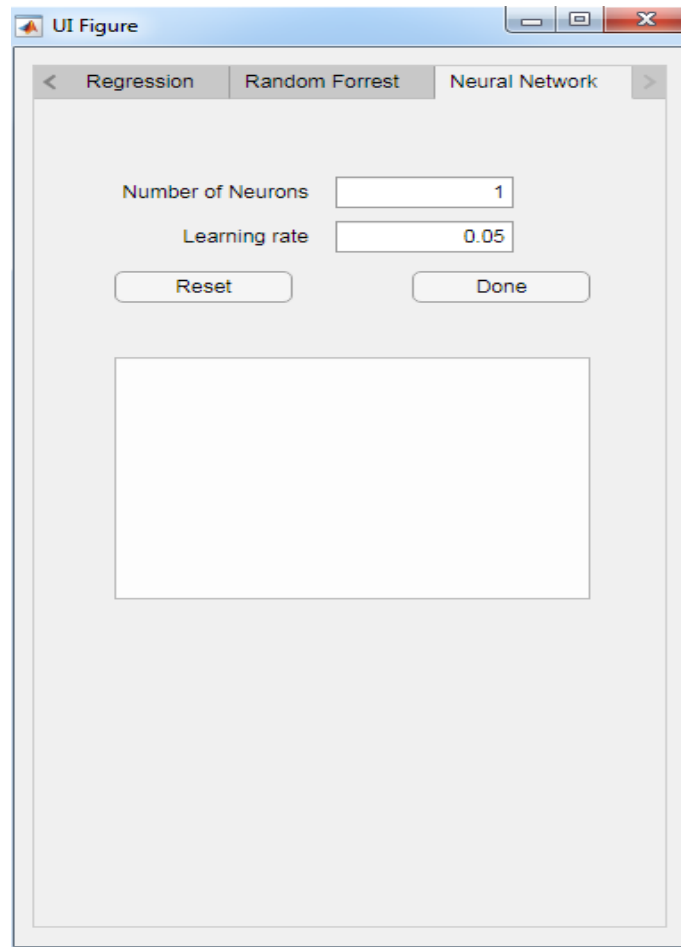 UI Figure
< Regression Random Forrest Neural Network >
Number of Neurons 1
Learning rate 0.05
Reset Done